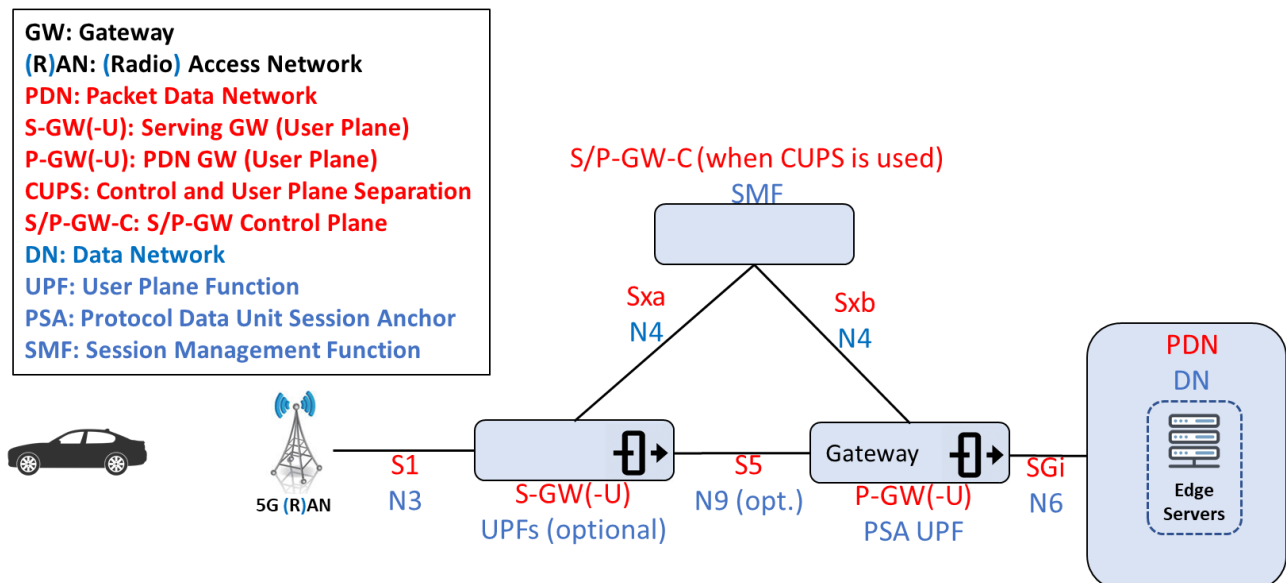 GW: Gateway
(R)AN: (Radio) Access Network
PDN: Packet Data Network
S-GW(-U): Serving GW (User Plane)
P-GW(-U): PDN GW (User Plane)
CUPS: Control and User Plane Separation
S/P-GW-C: S/P-GW Control Plane
DN: Data Network
UPF: User Plane Function
PSA: Protocol Data Unit Session Anchor
SMF: Session Management Function
S/P-GW-C (when CUPS is used)
SMF
Sxa
N4
Sxb
N4
PDN
DN
Edge
Servers
5G (R)AN
S1
N3
S-GW(-U)
UPFs (optional)
S5
N9 (opt.)
Gateway
P-GW(-U)
PSA UPF
SGi
N6